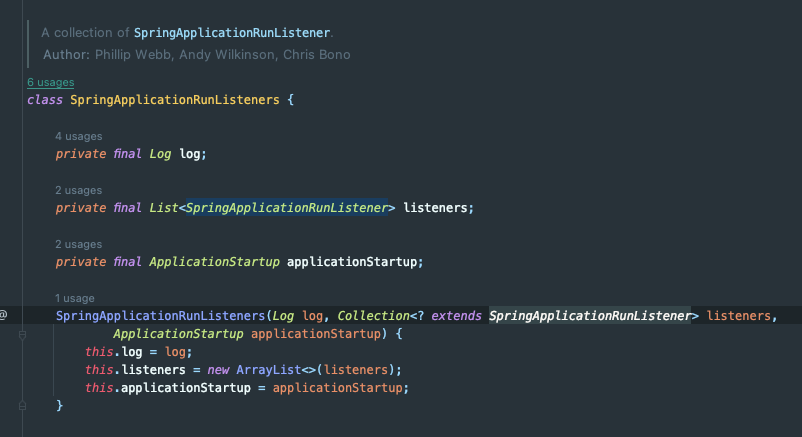 A collection of SpringApplicationRunListener.
Author: Phillip Webb, Andy Wilkinson, Chris Bono
6 usages
class SpringApplicationRunListeners {
4 usages
private final Log log;
2 usages
private final List<SpringApplicationRunListener> listeners;
2 usages
private final ApplicationStartup applicationStartup;
1 usage
@ SpringApplicationRunListeners(Log log, Collection<? extends SpringApplicationRunListener> listeners,
ApplicationStartup applicationStartup) {
this.log = log;
this.listeners = new ArrayList<>(listeners);
this.applicationStartup = applicationStartup;
}